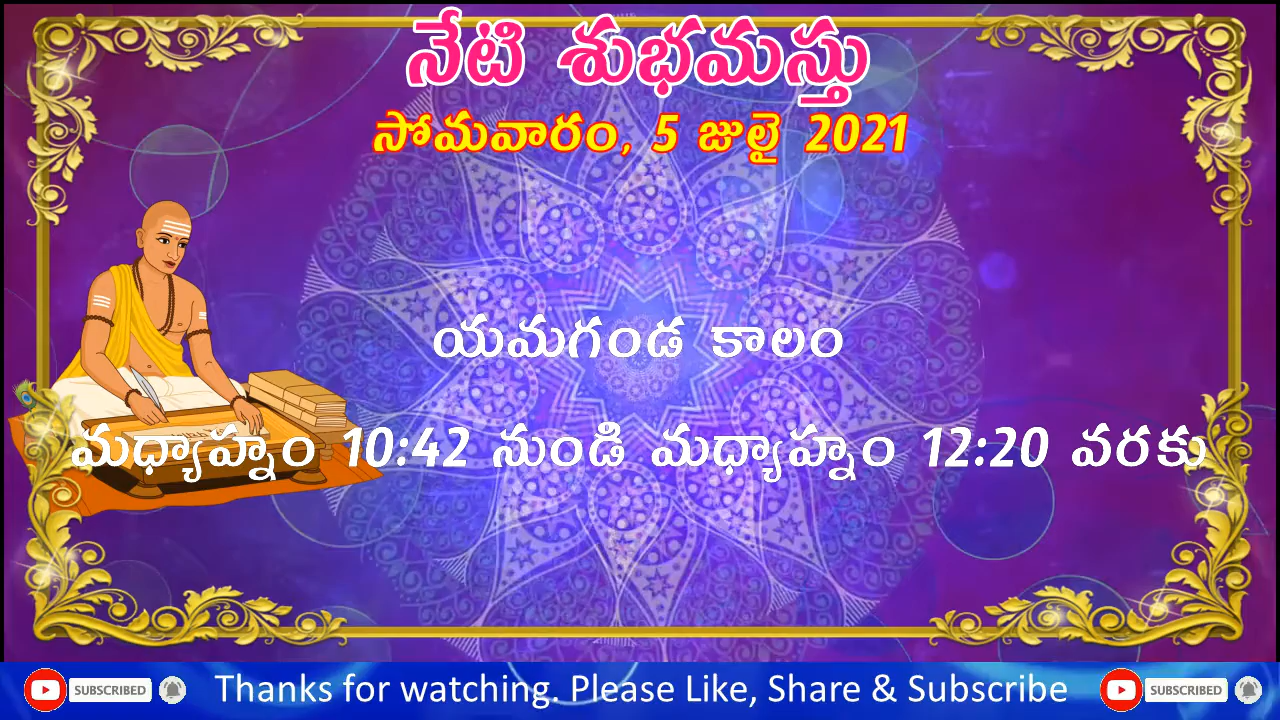 నేటి శుభమస్తు
సోమవారం, 5 జులై 2021
యమగండ కాలం
మధ్యాహ్నం 10:42 నుండి మధ్యాహ్నం 12:20 వరకు
SUBSCRIBED Thanks for watching. Please Like, Share & Subscribe SUBSCRIBED